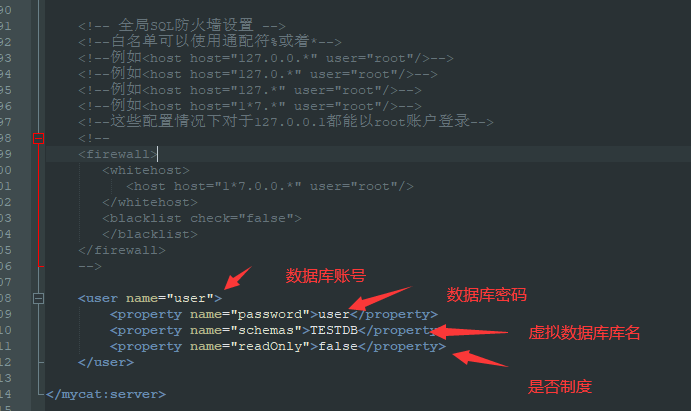 90
91 <!-- 全局SQL防火墙设置 -->
92 <!--白名单可以使用通配符%或着*-->
93 <!--例如<host host="127.0.0.*" user="root"/>-->
94 <!--例如<host host="127.0.*" user="root"/>-->
95 <!--例如<host host="127.*" user="root"/>-->
96 <!--例如<host host="1*7.*" user="root"/>-->
97 <!--这些配置情况下对于127.0.0.1都能以root账户登录-->
98 <!--
99 <firewall>
00 <whitehost>
01 <host host="1*7.0.0.*" user="root"/>
02 </whitehost>
03 <blacklist check="false">
04 </blacklist>
05 </firewall>
06 -->
07 数据库账号
08 <user name="user"> 数据库密码
09 <property name="password">user</property>
10 <property name="schemas">TESTDB</property> 虚拟数据库库名
11 <property name="readOnly">false</property>
12 </user> 是否制度
13
14 </mycat:server>
15